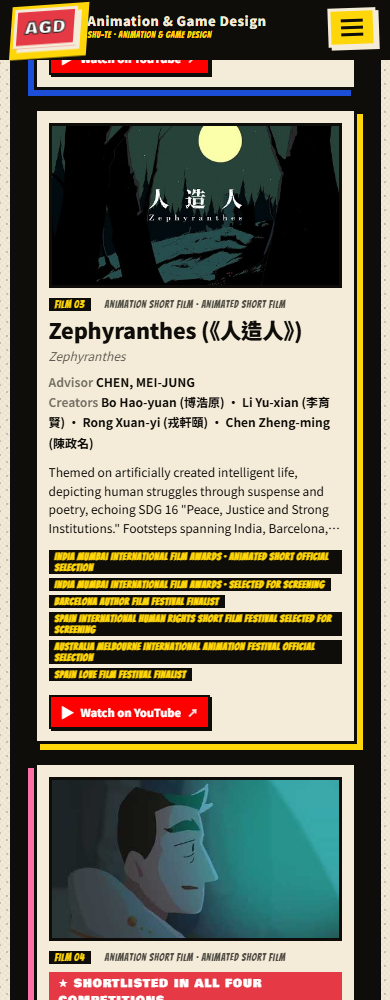 AGD
Animation & Game Design
SHU-TE · ANIMATION & GAME DESIGN
Watch on YouTube ↗
人 造 人
Zephyranthes
FILM 03 ANIMATION SHORT FILM · ANIMATED SHORT FILM
Zephyranthes (《人造人》)
Zephyranthes
Advisor CHEN, MEI-JUNG
Creators Bo Hao-yuan (博浩原) · Li Yu-xian (李育
賢) · Rong Xuan-yi (戎軒頤) · Chen Zheng-ming
(陳政名)
Themed on artificially created intelligent life,
depicting human struggles through suspense and
poetry, echoing SDG 16 "Peace, Justice and Strong
Institutions." Footsteps spanning India, Barcelona,…
INDIA MUMBAI INTERNATIONAL FILM AWARDS · ANIMATED SHORT OFFICIAL
SELECTION
INDIA MUMBAI INTERNATIONAL FILM AWARDS · SELECTED FOR SCREENING
BARCELONA AUTHOR FILM FESTIVAL FINALIST
SPAIN INTERNATIONAL HUMAN RIGHTS SHORT FILM FESTIVAL SELECTED FOR
SCREENING
AUSTRALIA MELBOURNE INTERNATIONAL ANIMATION FESTIVAL OFFICIAL
SELECTION
SPAIN LOVE FILM FESTIVAL FINALIST
▶ Watch on YouTube ↗
FILM 04 ANIMATION SHORT FILM · ANIMATED SHORT FILM
★ SHORTLISTED IN ALL FOUR
COMPETITIONS